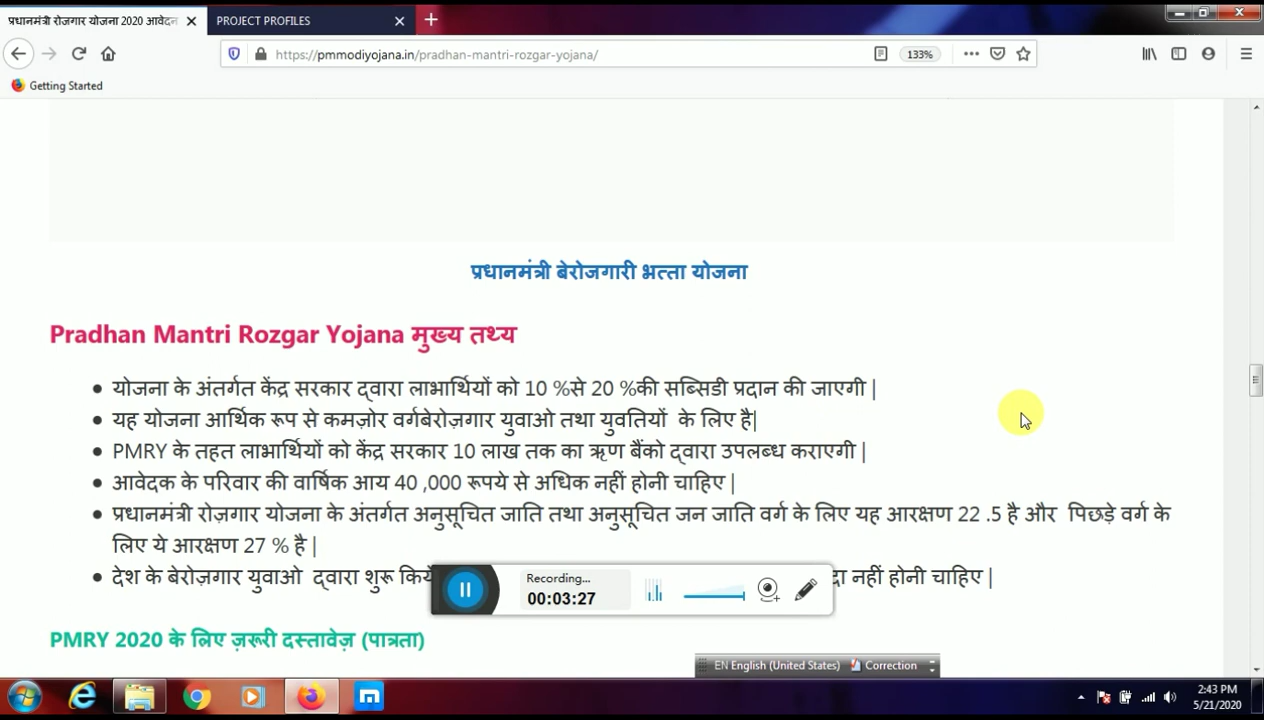 प्रधानमंत्री रोजगार योजना 2020 आवेदन
PROJECT PROFILES
https://pmmodiyojana.in/pradhan-mantri-rozgar-yojana/
133%
Getting Started
प्रधानमंत्री बेरोजगारी भत्ता योजना
Pradhan Mantri Rozgar Yojana मुख्य तथ्य
योजना के अंतर्गत केंद्र सरकार द्वारा लाभार्थियों को 10 %से 20 %की सब्सिडी प्रदान की जाएगी |
यह योजना आर्थिक रूप से कमज़ोर वर्गबेरोज़गार युवाओ तथा युवतियों के लिए है|
PMRY के तहत लाभार्थियों को केंद्र सरकार 10 लाख तक का ऋण बैंको द्वारा उपलब्ध कराएगी |
आवेदक के परिवार की वार्षिक आय 40 ,000 रूपये से अधिक नहीं होनी चाहिए |
प्रधानमंत्री रोज़गार योजना के अंतर्गत अनुसूचित जाति तथा अनुसूचित जन जाति वर्ग के लिए यह आरक्षण 22 .5 है और पिछड़े वर्ग के
लिए ये आरक्षण 27 % है |
देश के बेरोज़गार युवाओ द्वारा शुरू नहीं होनी चाहिए |
Recording...
00:03:27
PMRY 2020 के लिए ज़रूरी दस्तावेज़ (पात्रता)
EN English (United States) Correction
2:43 PM
5/21/2020